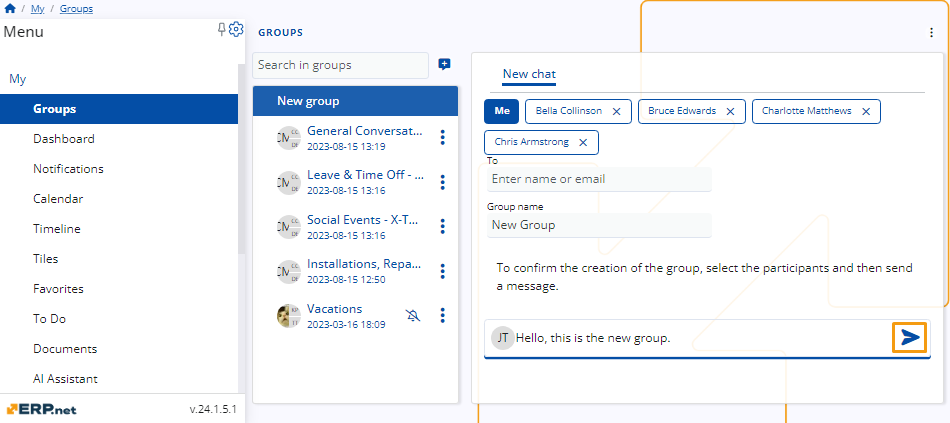 / My / Groups
Menu
My
Groups
Dashboard
Notifications
Calendar
Timeline
Tiles
Favorites
To Do
Documents
AI Assistant
ERP.net
v.24.1.5.1
GROUPS
Search in groups
New group
General Conversat...
2023-08-15 13:19
Leave & Time Off - ...
2023-08-15 13:16
Social Events - X-T...
2023-08-15 13:16
Installations, Repa...
2023-08-15 12:50
Vacations
2023-03-16 18:09
New chat
Me Bella Collinson Bruce Edwards Charlotte Matthews
Chris Armstrong
To
Enter name or email
Group name
New Group
To confirm the creation of the group, select the participants and then send
a message.
JT Hello, this is the new group.